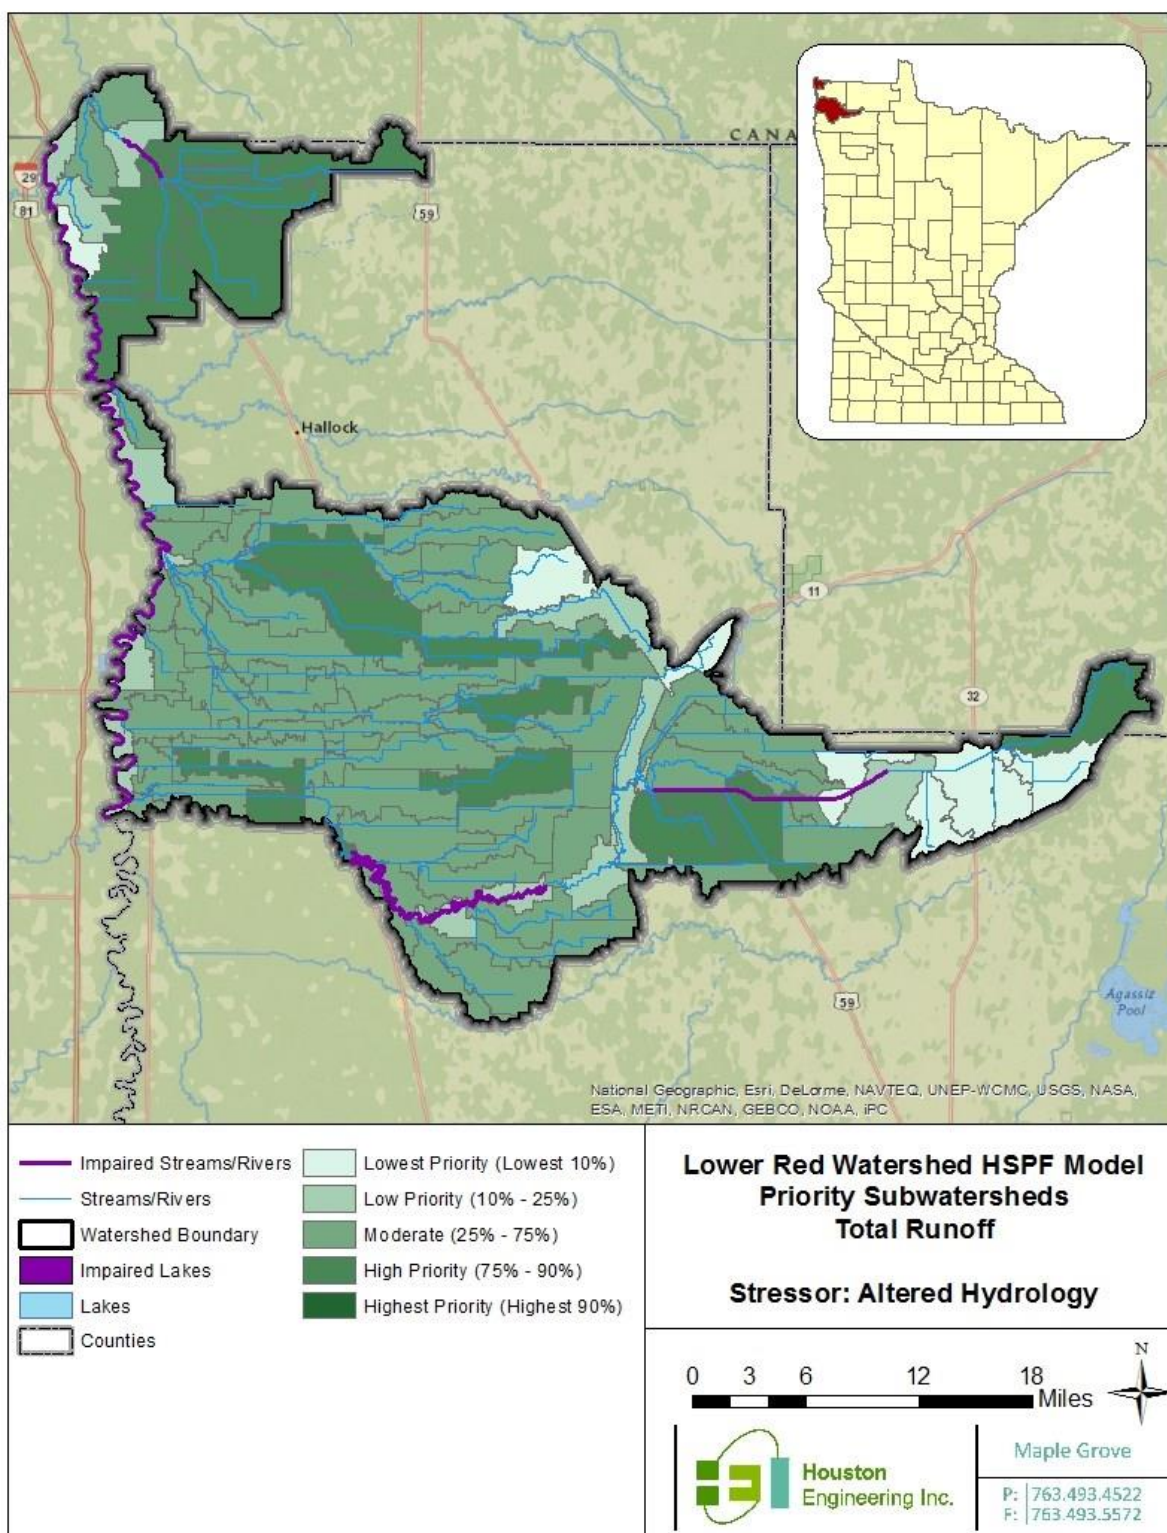 CANA
29
81
59
Hallock
11
32
59
Agassiz
Pool
National Geographic, Esri, DeLorme, NAVTEQ, UNEP-WCMC, USGS, NASA,
ESA, METI, NRCAN, GEBCO, NOAA, iPC
Impaired Streams/Rivers
Streams/Rivers
Watershed Boundary
Impaired Lakes
Lakes
Counties
Lowest Priority (Lowest 10%)
Low Priority (10% - 25%)
Moderate (25% - 75%)
High Priority (75% - 90%)
Highest Priority (Highest 90%)
Lower Red Watershed HSPF Model
Priority Subwatersheds
Total Runoff
Stressor: Altered Hydrology
0 3 6 12 18
Miles
N
Houston
Engineering Inc.
Maple Grove
P: 763.493.4522
F: 763.493.5572